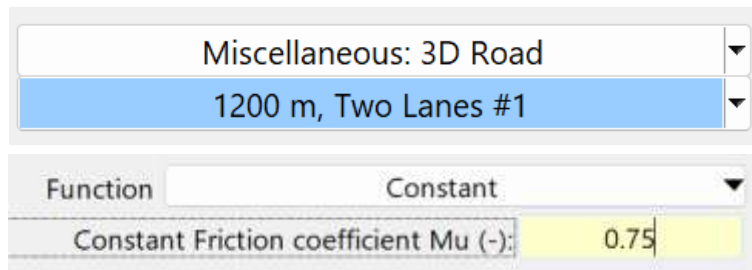 Miscellaneous: 3D Road
1200 m, Two Lanes #1
Function Constant
Constant Friction coefficient Mu (-): 0.75